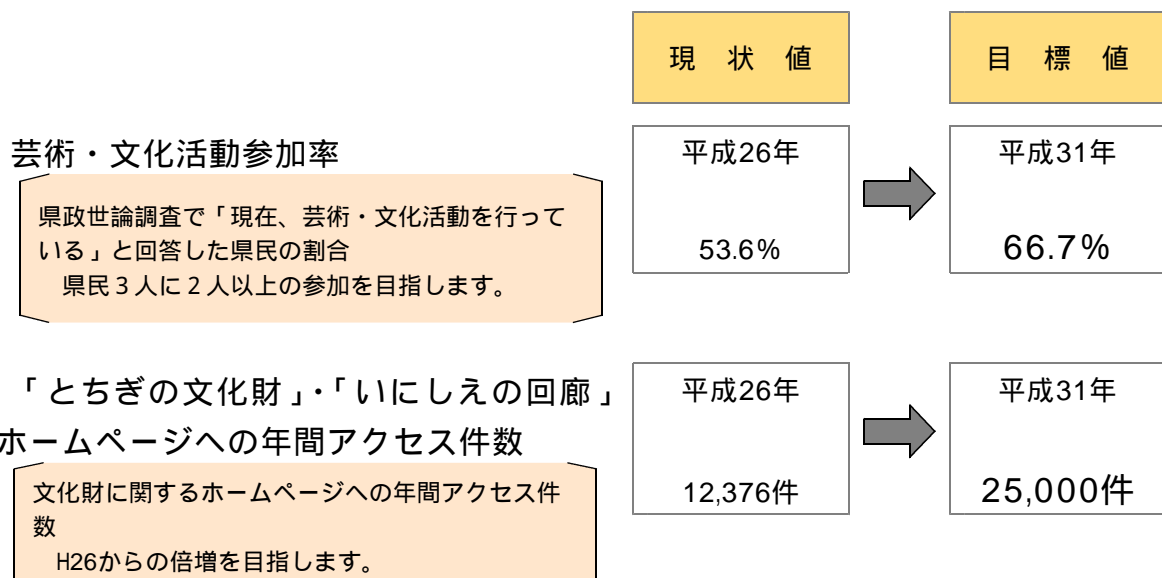 現 状 値
目 標 値
芸術・文化活動参加率
県政世論調査で「現在、芸術・文化活動を行って
いる」と回答した県民の割合
県民３人に２人以上の参加を目指します。
平成26年
53.6%
平成31年
66.7%
「とちぎの文化財」・「いにしえの回廊」
ホームページへの年間アクセス件数
文化財に関するホームページへの年間アクセス件
数
H26からの倍増を目指します。
平成26年
12,376件
平成31年
25,000件